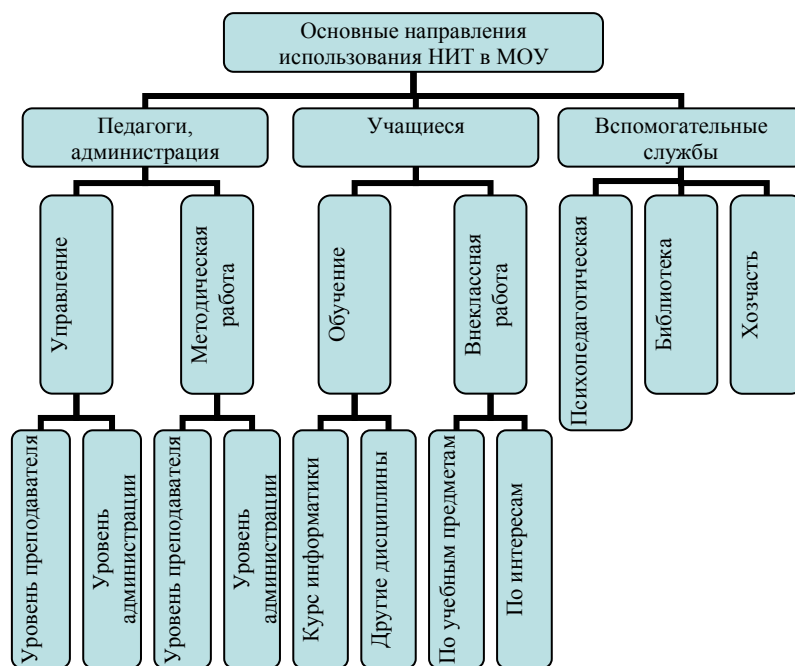 Основные направления
использования НИТ в МОУ
Педагоги,
администрация
Учащиеся
Вспомогательные
службы
Управление
Методическая
работа
Обучение
Внеклассная
работа
Психопедагогическая
Библиотека
Хозчасть
Уровень преподавателя
Уровень
администрации
Уровень преподавателя
Уровень
администрации
Курс информатики
Другие дисциплины
По учебным предметам
По интересам